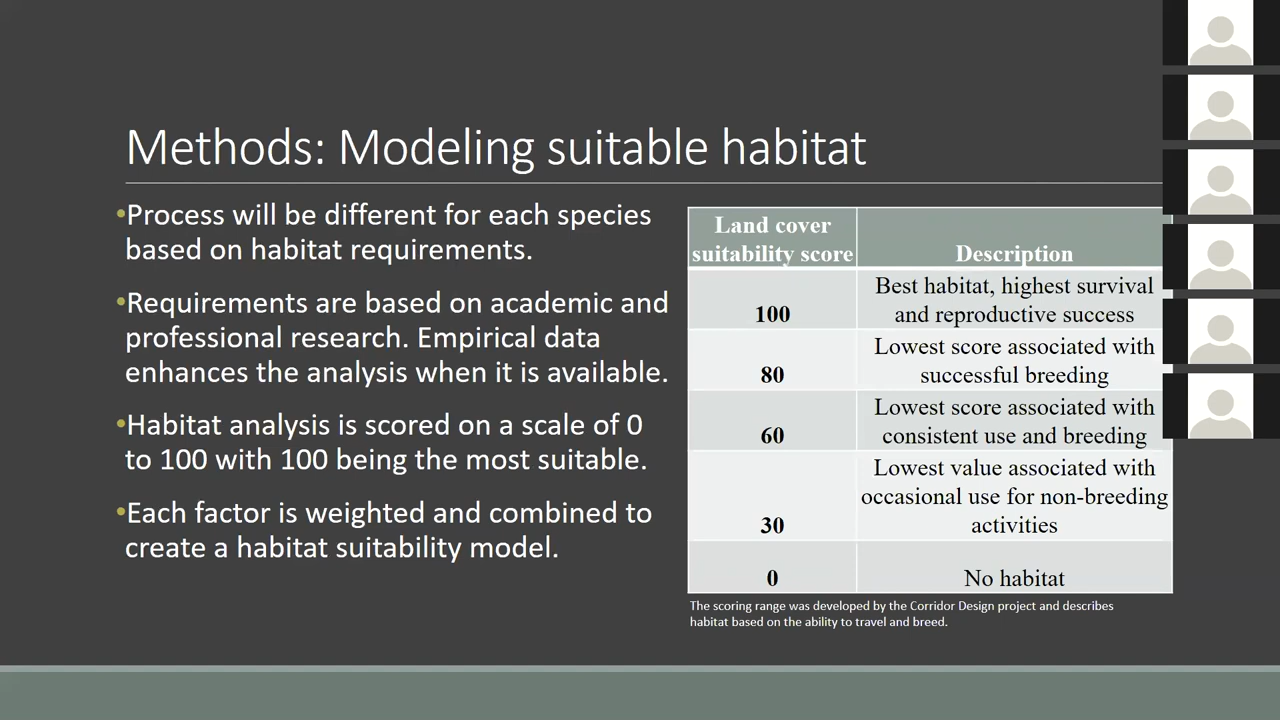 Methods: Modeling suitable habitat
•Process will be different for each species
based on habitat requirements.
•Requirements are based on academic and
professional research. Empirical data
enhances the analysis when it is available.
•Habitat analysis is scored on a scale of 0
to 100 with 100 being the most suitable.
•Each factor is weighted and combined to
create a habitat suitability model.
Land cover
suitability score
Description
100
Best habitat, highest survival
and reproductive success
80
Lowest score associated with
successful breeding
60
Lowest score associated with
consistent use and breeding
30
Lowest value associated with
occasional use for non-breeding
activities
0
No habitat
The scoring range was developed by the Corridor Design project and describes
habitat based on the ability to travel and breed.